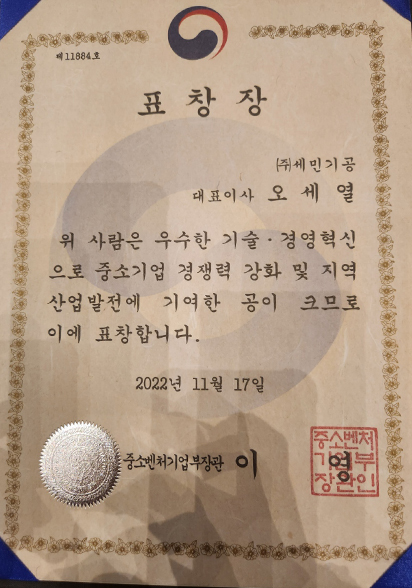 제11884호
표창장
(주)세민기공
대표이사 오세열
위 사람은 우수한 기술·경영혁신
으로 중소기업 경쟁력 강화 및 지역
산업발전에 기여한 공이 크므로
이에 표창합니다.
2022년 11월 17일
중소벤처기업부장관 이 영
중소벤처
기업부
장관인